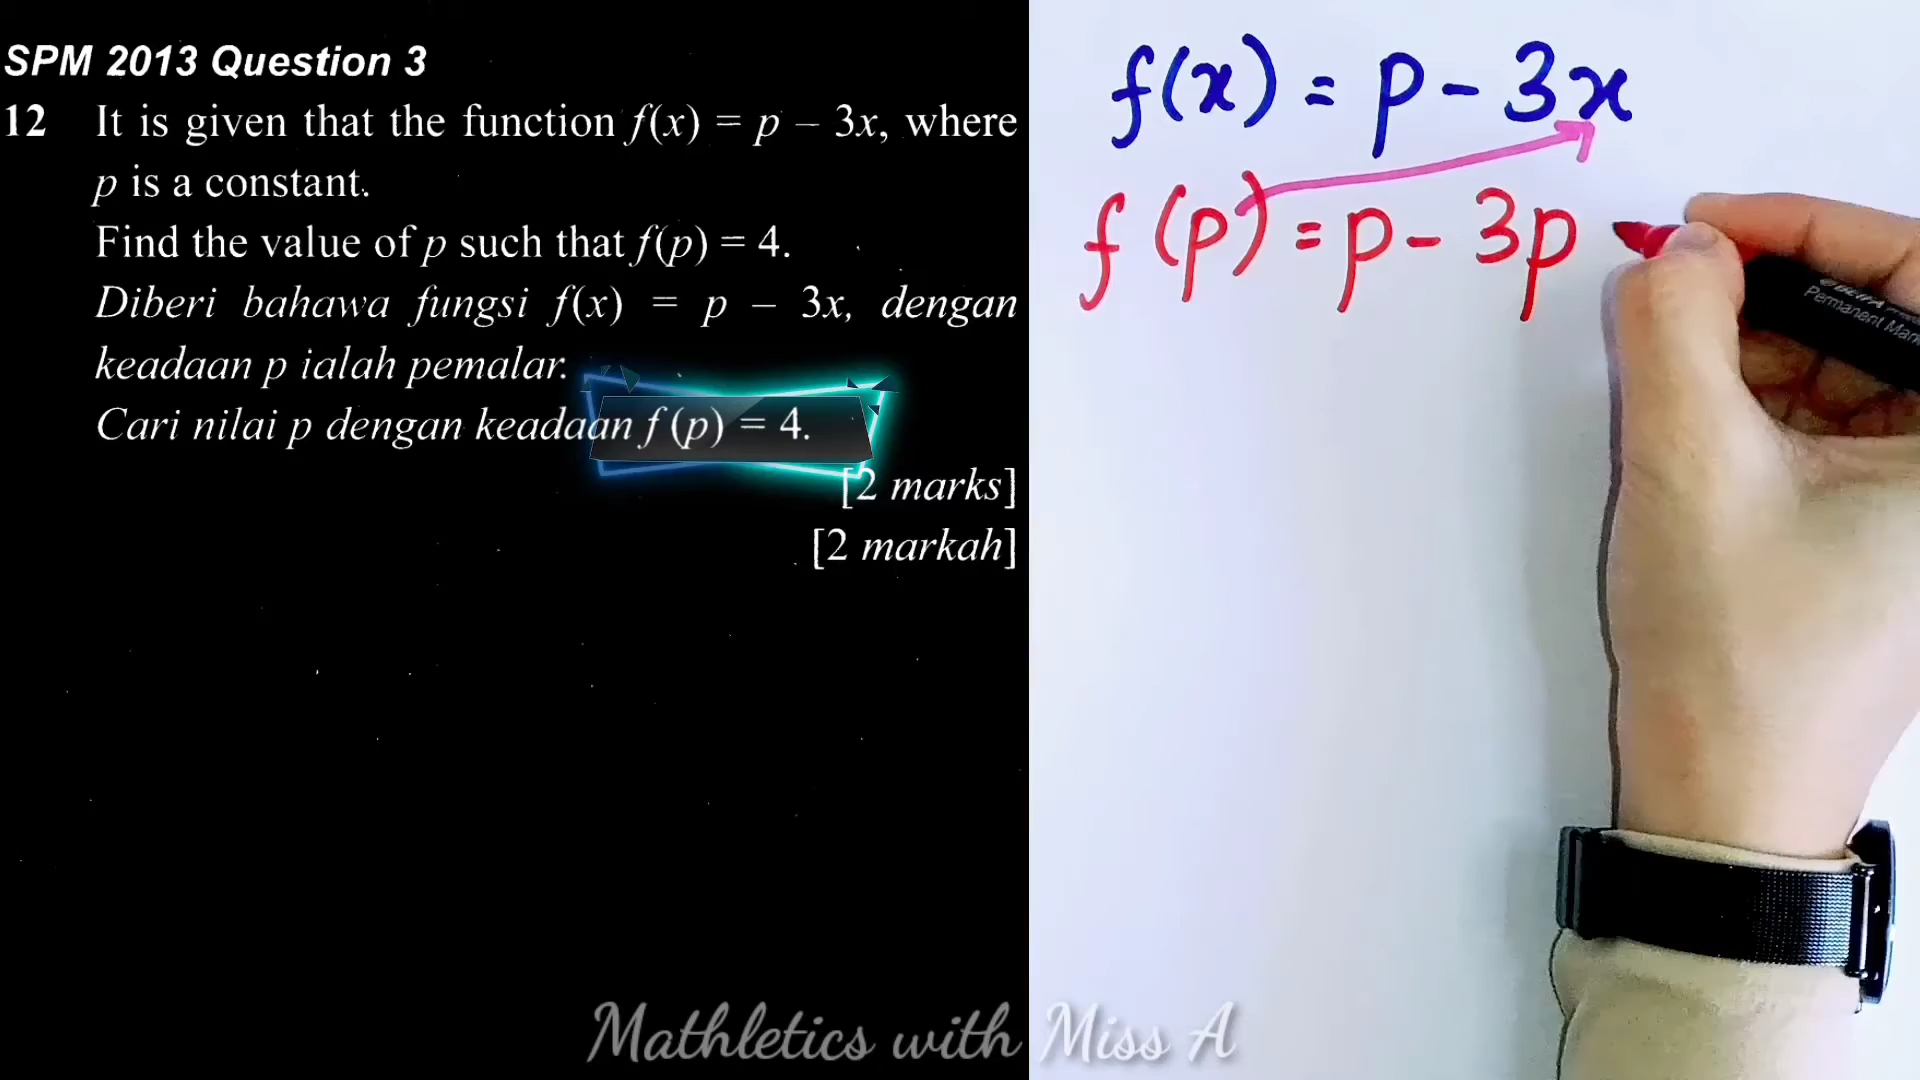 SPM 2013 Question 3
12 It is given that the function f(x) = p – 3x, where
p is a constant.
Find the value of p such that f(p) = 4.
Diberi bahawa fungsi f(x) = p – 3x, dengan
keadaan p ialah pemalar.
Cari nilai p dengan keadaan f(p) = 4.
[2 marks]
[2 markah]
f(x) = p - 3x
f(p) = p - 3p
Permanent
Mathletics with Miss A